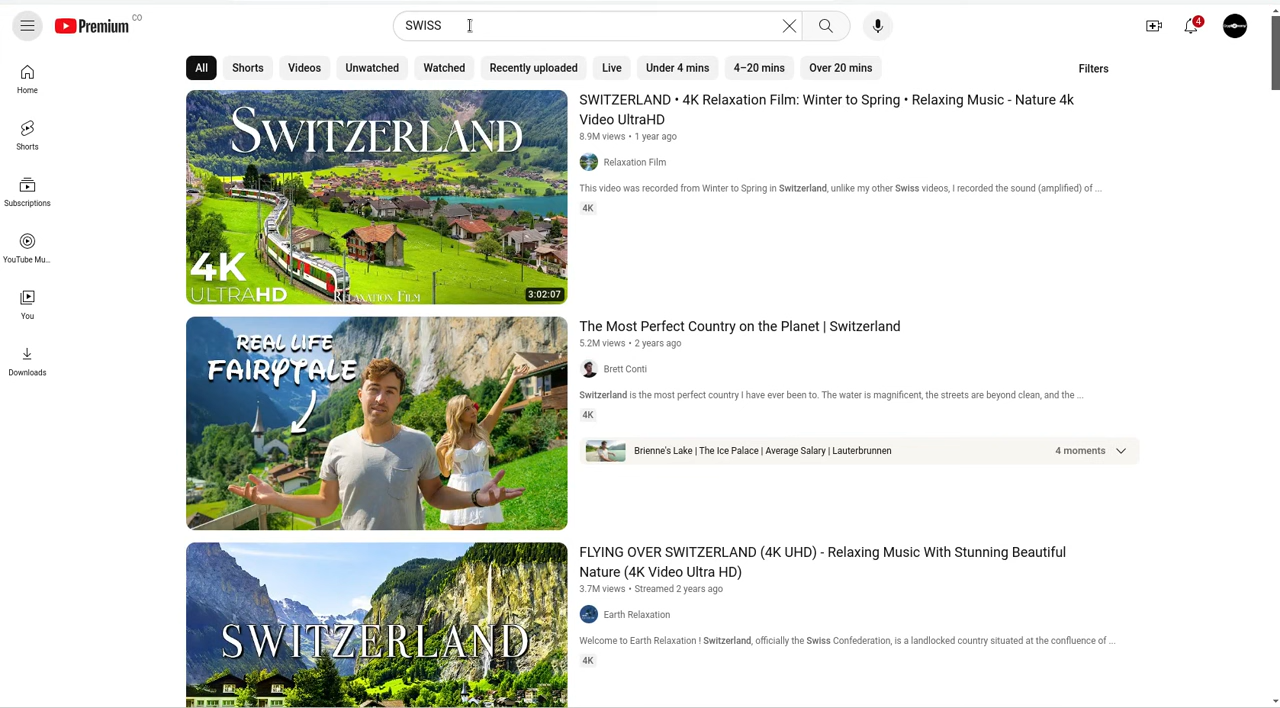 Premium CO
SWISS
4
All Shorts Videos Unwatched Watched Recently uploaded Live Under 4 mins 4–20 mins Over 20 mins Filters
Home
Shorts
Subscriptions
YouTube Mu...
You
Downloads
SWITZERLAND
4K
ULTRAHD
RELAXATION FILM
3:02:07
SWITZERLAND • 4K Relaxation Film: Winter to Spring • Relaxing Music - Nature 4k
Video UltraHD
8.9M views • 1 year ago
Relaxation Film
This video was recorded from Winter to Spring in Switzerland, unlike my other Swiss videos, I recorded the sound (amplified) of ...
4K
REAL LIFE
FAIRYTALE
The Most Perfect Country on the Planet | Switzerland
5.2M views • 2 years ago
Brett Conti
Switzerland is the most perfect country I have ever been to. The water is magnificent, the streets are beyond clean, and the ...
4K
Brienne's Lake | The Ice Palace | Average Salary | Lauterbrunnen 4 moments
SWITZERLAND
FLYING OVER SWITZERLAND (4K UHD) - Relaxing Music With Stunning Beautiful
Nature (4K Video Ultra HD)
3.7M views • Streamed 2 years ago
Earth Relaxation
Welcome to Earth Relaxation ! Switzerland, officially the Swiss Confederation, is a landlocked country situated at the confluence of ...
4K